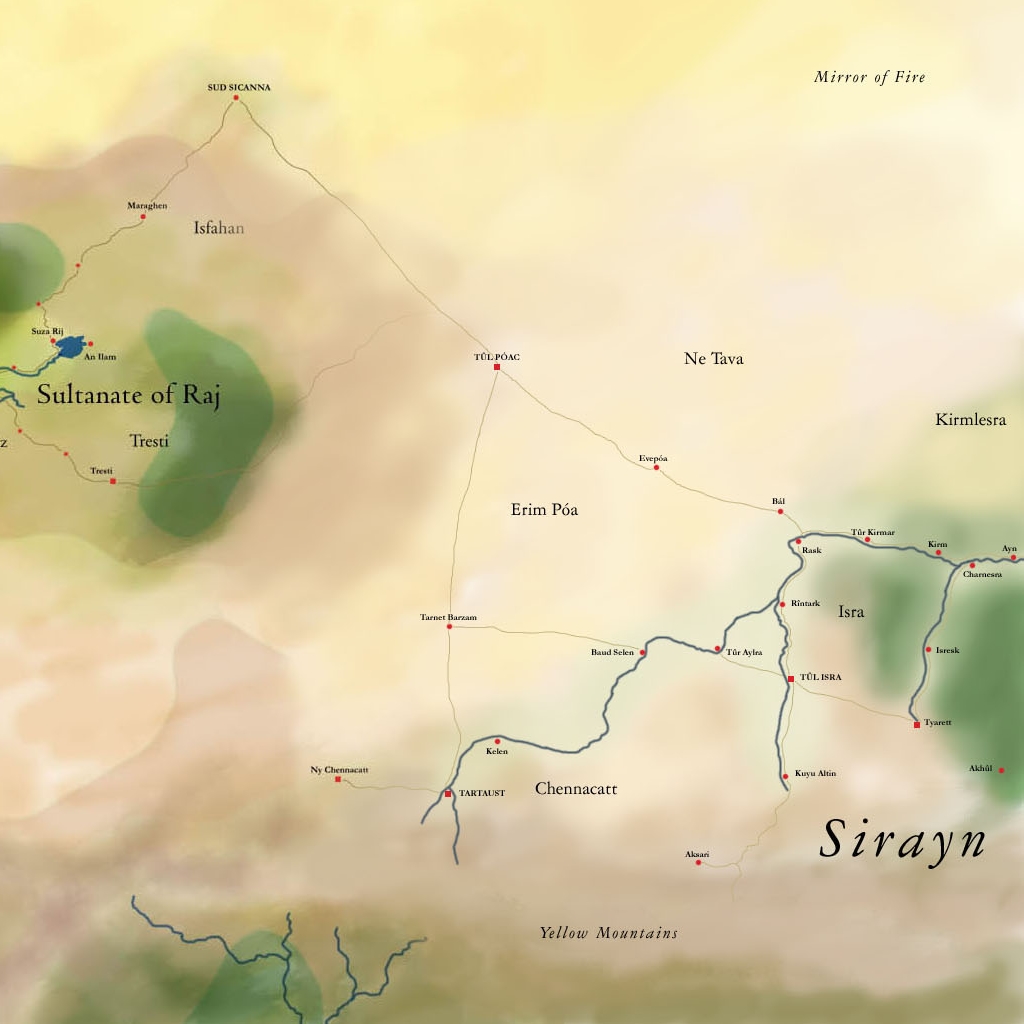 Mirror of Fire
SUD SICANNA
Maraghen
Isfahan
Suza Rij
An Ilam
TÛL PÓAC
Ne Tava
Sultanate of Raj
Kirmlesra
z
Tresti
Tresti
Evepóa
Bál
Erim Póa
Tûr Kirmar
Kirm
Ayn
Rask
Charnesra
Rîntark
Isra
Tarnet Barzam
Baud Selen
Tûr Aylra
Isresk
TÛL ISRA
Tyarett
Kelen
Ny Chennacatt
Kuyu Altin
Akhûl
TARTAUST
Chennacatt
Sirayn
Aksari
Yellow Mountains